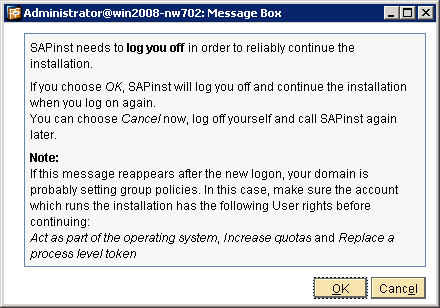 Administrator@win2008-nw702: Message Box
SAPinst needs to log you off in order to reliably continue the
installation.
If you choose OK, SAPinst will log you off and continue the installation
when you log on again.
You can choose Cancel now, log off yourself and call SAPinst again
later.
Note:
If this message reappears after the new logon, your domain is
probably setting group policies. In this case, make sure the account
which runs the installation has the following User rights before
continuing:
Act as part of the operating system, Increase quotas and Replace a
process level token
OK Cancel